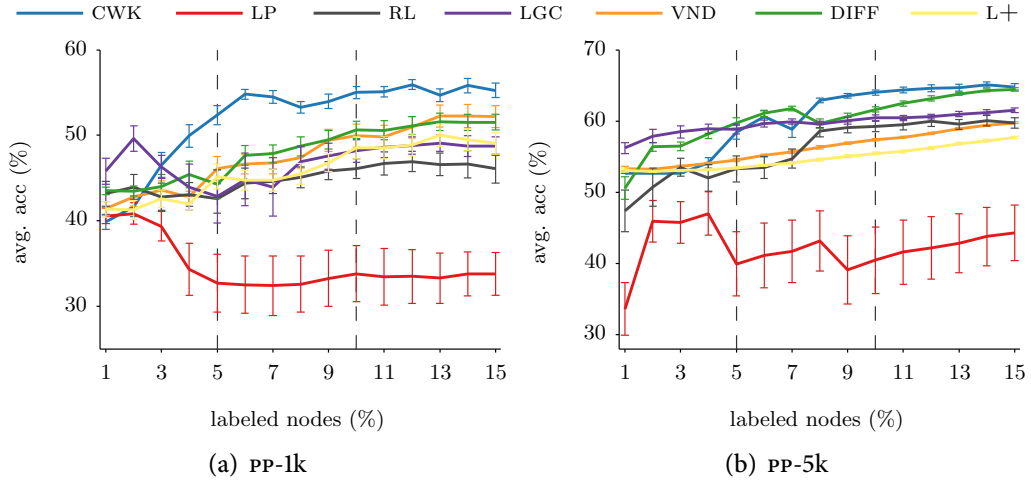 CWK LP RL LGC VND DIFF L+
60
50
40
30
avg. acc (%)
1 3 5 7 9 11 13 15
labeled nodes (%)
(a) PP-1k
70
60
50
40
30
avg. acc (%)
1 3 5 7 9 11 13 15
labeled nodes (%)
(b) PP-5k